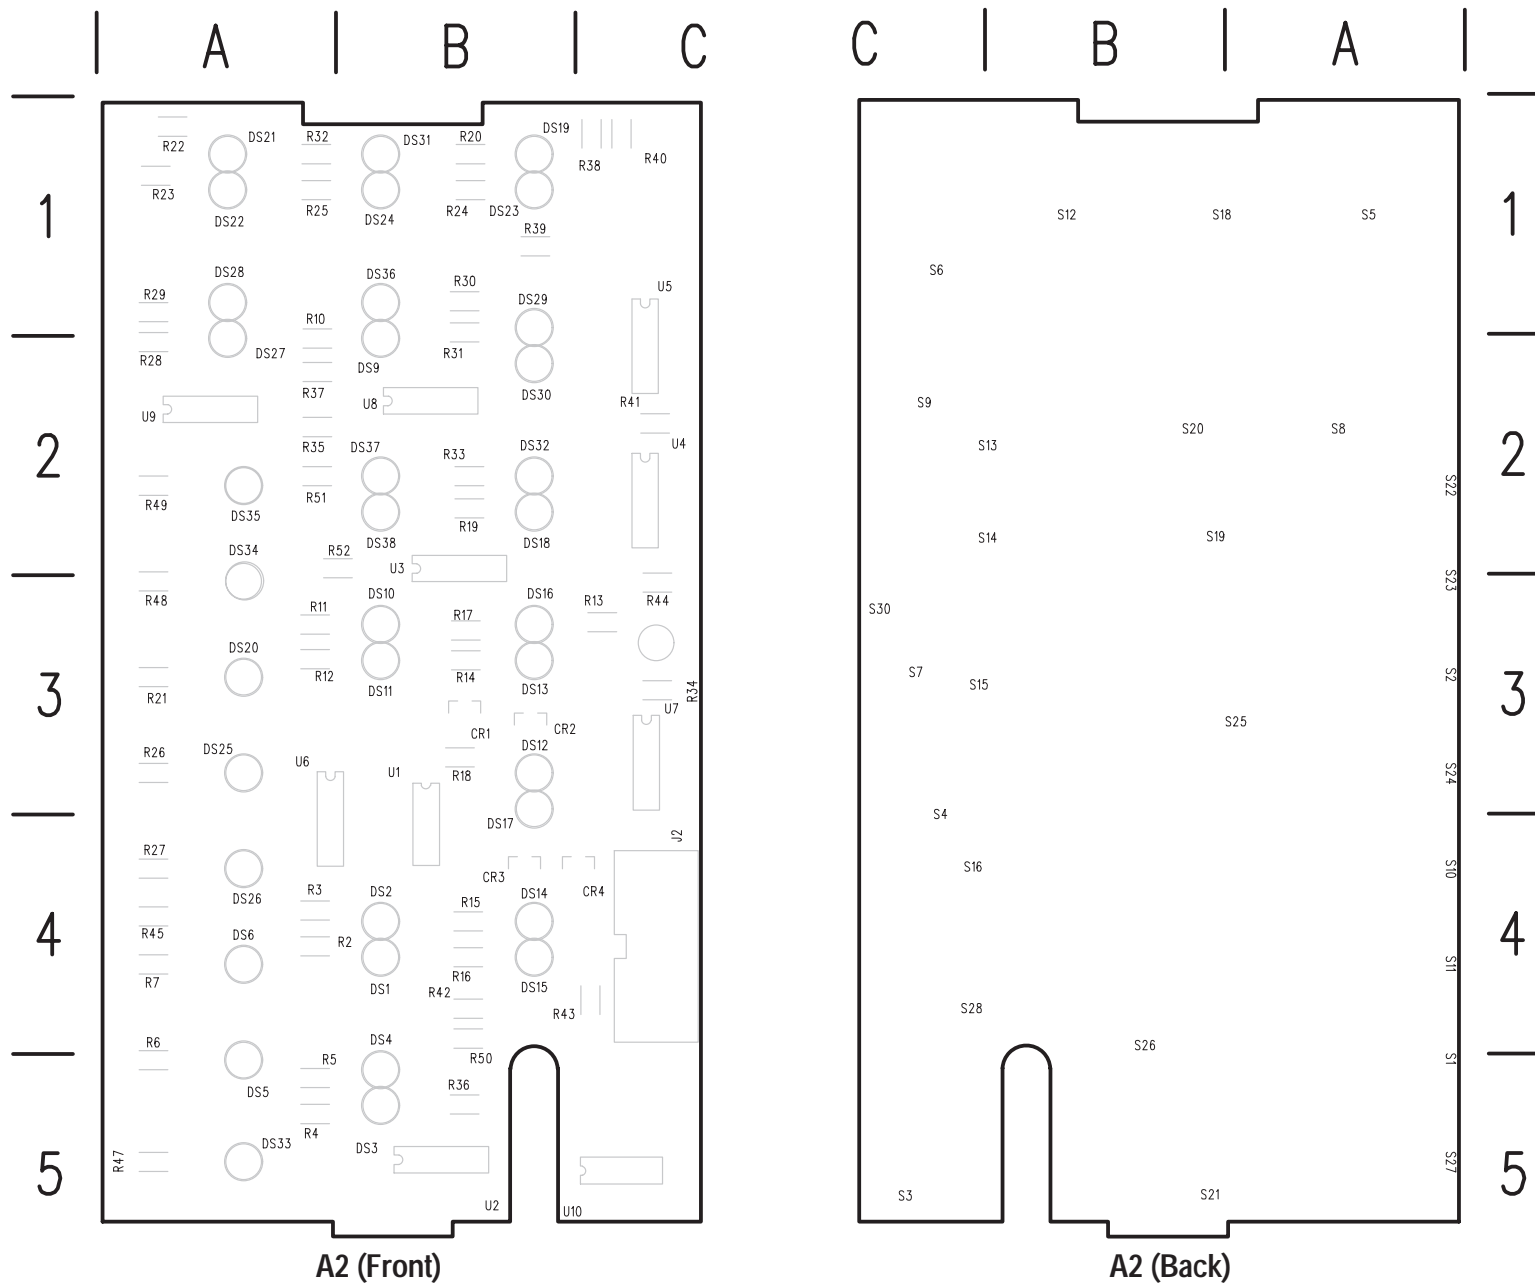 A B C C B A
1 1
2 2
3 3
4 4
5 5
R22 DS21 R32 DS31 R20 DS19
R38 R40
R23
DS22 R25 DS24 R24 DS23
R39
DS28 DS36 R30
R29 DS29 U5
R10
R28 DS27 DS9 R31
R37 DS30
U9 U8 R41
R35 DS37 R33 DS32 U4
R49 R51
DS35 R19
DS34 R52 DS38 DS18
U3
R48 R11 DS10 R17 DS16 R13 R44
DS20
R21 R12 DS11 R14 DS13 R34
U7
CR1 CR2
R26 DS25 U6 U1 R18 DS12
DS17 J2
R27
DS26 R3 DS2 CR3 DS14 CR4
R15
R45 DS6 R2
R7 DS1 R16 DS15
R42 R43
R6 R5 DS4 R50
DS5 R36
R4
R47 DS33 DS3
U2 U10
A2 (Front)
S12 S18 S5
S6
S9
S13 S20 S8
S22
S14 S19
S23
S30
S7 S15 S2
S25
S24
S4
S16 S10
S11
S28
S26 S1
S27
S3 S21
A2 (Back)